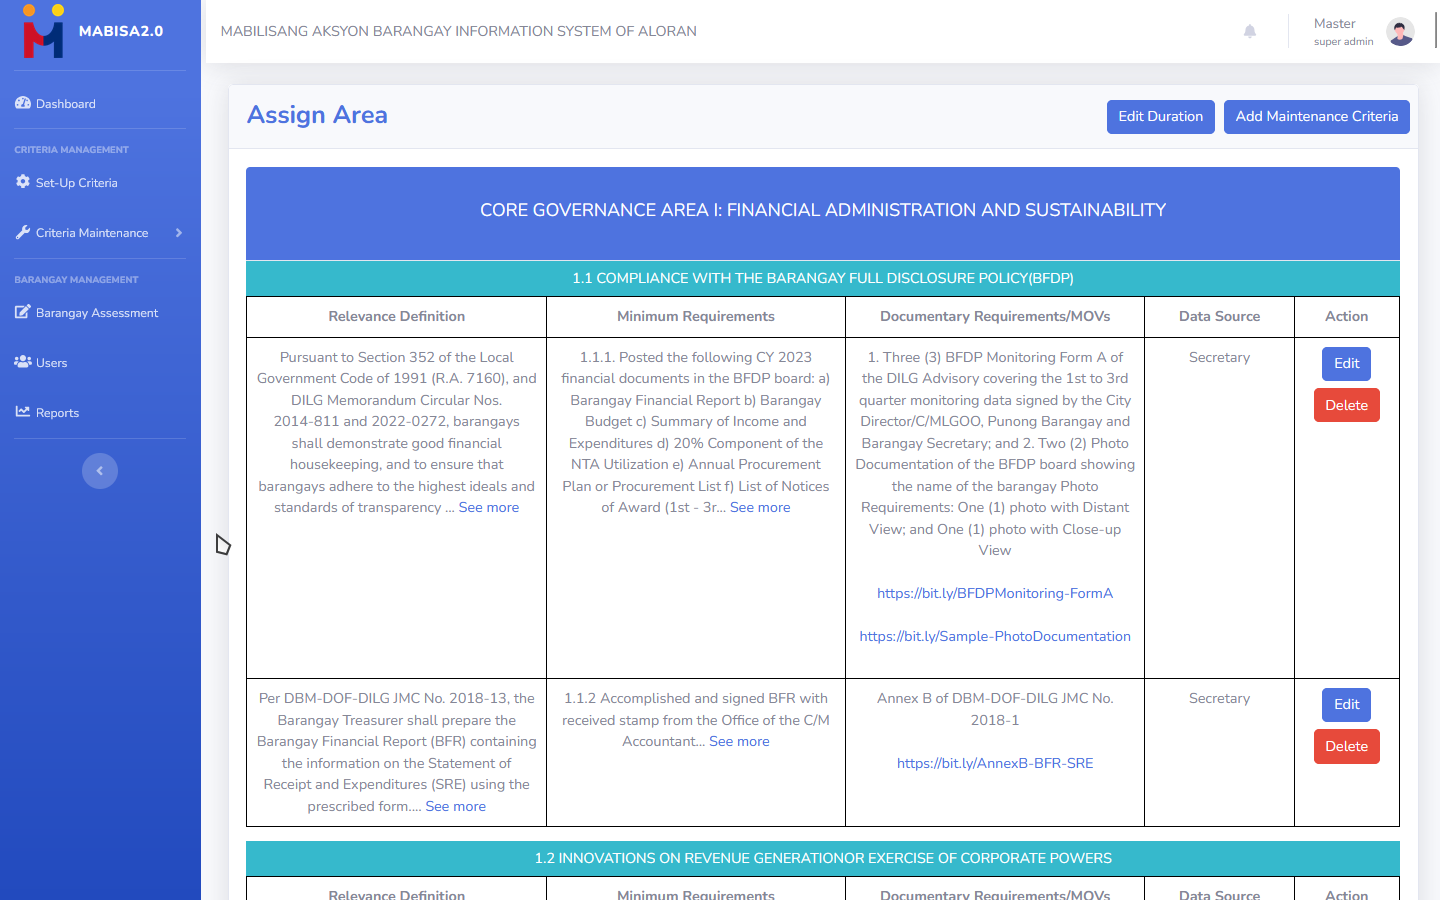 MABISA2.0
MABILISANG AKSYON BARANGAY INFORMATION SYSTEM OF ALORAN
Master
super admin
Dashboard
CRITERIA MANAGEMENT
Set-Up Criteria
Criteria Maintenance
BARANGAY MANAGEMENT
Barangay Assessment
Users
Reports
Assign Area
Edit Duration
Add Maintenance Criteria
CORE GOVERNANCE AREA I: FINANCIAL ADMINISTRATION AND SUSTAINABILITY
1.1 COMPLIANCE WITH THE BARANGAY FULL DISCLOSURE POLICY(BFDP)
Relevance Definition
Minimum Requirements
Documentary Requirements/MOVs
Data Source
Action
Pursuant to Section 352 of the Local
Government Code of 1991 (R.A. 7160), and
DILG Memorandum Circular Nos.
2014-811 and 2022-0272, barangays
shall demonstrate good financial
housekeeping, and to ensure that
barangays adhere to the highest ideals and
standards of transparency ... See more
1.1.1. Posted the following CY 2023
financial documents in the BFDP board: a)
Barangay Financial Report b) Barangay
Budget c) Summary of Income and
Expenditures d) 20% Component of the
NTA Utilization e) Annual Procurement
Plan or Procurement List f) List of Notices
of Award (1st - 3r... See more
1. Three (3) BFDP Monitoring Form A of
the DILG Advisory covering the 1st to 3rd
quarter monitoring data signed by the City
Director/C/MLGOO, Punong Barangay and
Barangay Secretary; and 2. Two (2) Photo
Documentation of the BFDP board showing
the name of the barangay Photo
Requirements: One (1) photo with Distant
View; and One (1) photo with Close-up
View
https://bit.ly/BFDPMonitoring-FormA
https://bit.ly/Sample-PhotoDocumentation
Secretary
Edit
Delete
Per DBM-DOF-DILG JMC No. 2018-13, the
Barangay Treasurer shall prepare the
Barangay Financial Report (BFR) containing
the information on the Statement of
Receipt and Expenditures (SRE) using the
prescribed form.... See more
1.1.2 Accomplished and signed BFR with
received stamp from the Office of the C/M
Accountant... See more
Annex B of DBM-DOF-DILG JMC No.
2018-1
https://bit.ly/AnnexB-BFR-SRE
Secretary
Edit
Delete
1.2 INNOVATIONS ON REVENUE GENERATIONOR EXERCISE OF CORPORATE POWERS
Relevance Definition
Minimum Requirements
Documentary Requirements/MOVs
Data Source
Action